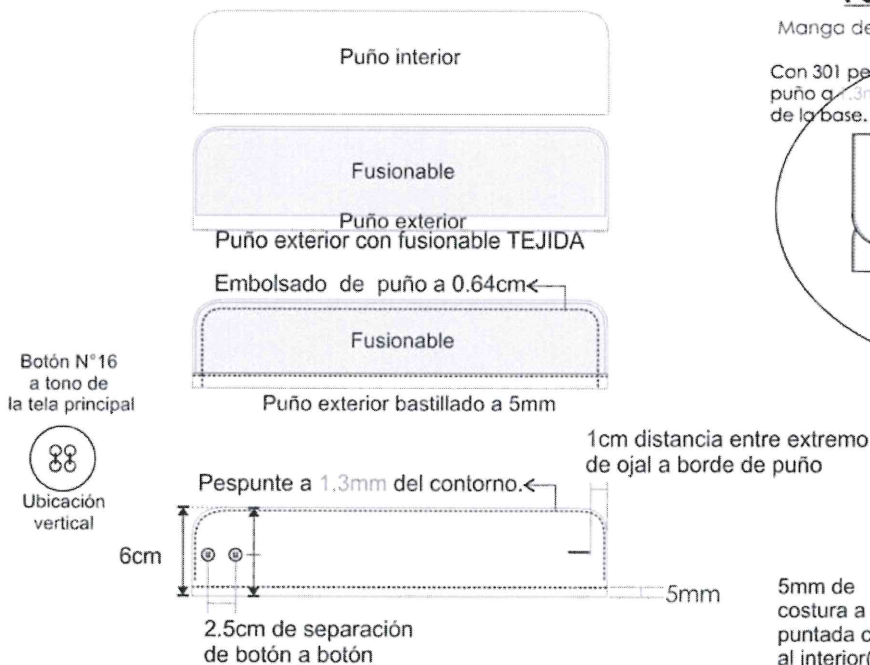 Puño interior
Manga de
Con 301 pe
puño a 1.3m
de la base.
Fusionable
Puño exterior
Puño exterior con fusionable TEJIDA
Embolsado de puño a 0.64cm
Fusionable
Botón N°16
a tono de
la tela principal
Puño exterior bastillado a 5mm
Ubicación
vertical
1cm distancia entre extremo
de ojal a borde de puño
Pespunte a 1.3mm del contorno.
6cm
5mm
2.5cm de separación
de botón a botón
5mm de
costura a
puntada c
al interior(